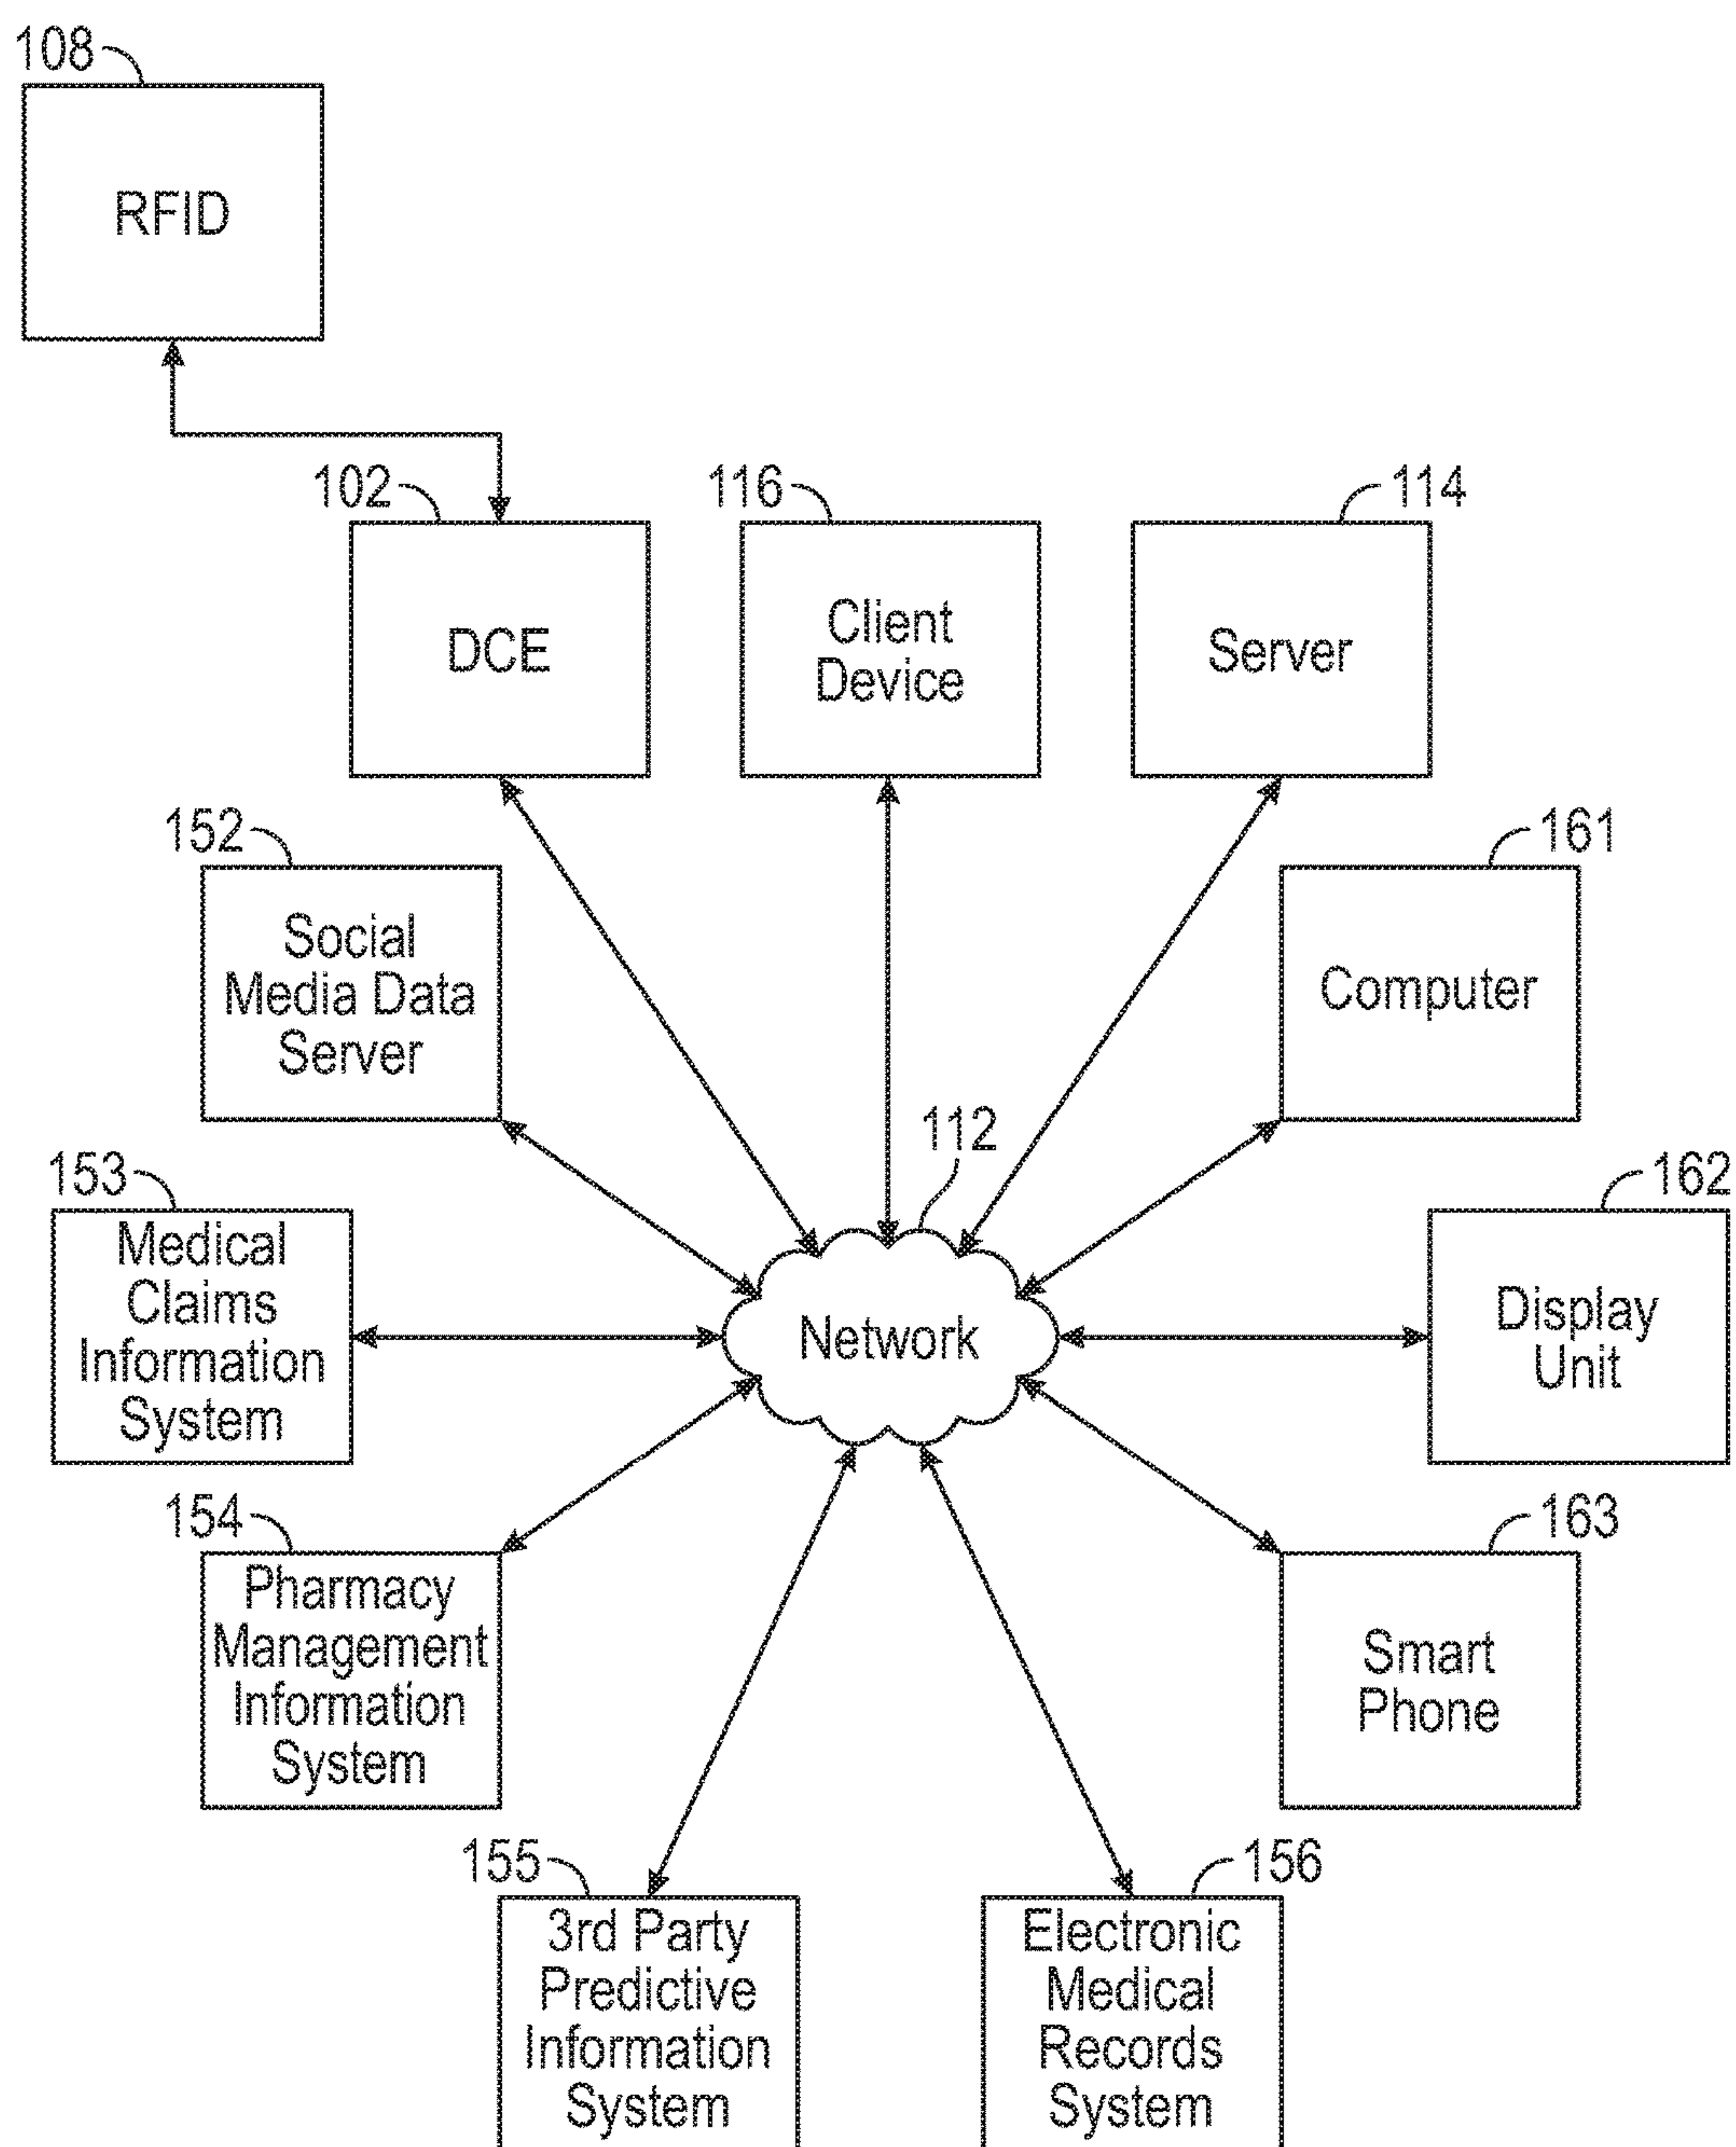 108
RFID
102
116
114
DCE
Client
Device
Server
152
161
Social
Media Data
Server
Computer
112
153
162
Medical
Claims
Information
System
Network
Display
Unit
154
163
Pharmacy
Management
Information
System
Smart
Phone
155
156
3rd Party
Predictive
Information
System
Electronic
Medical
Records
System